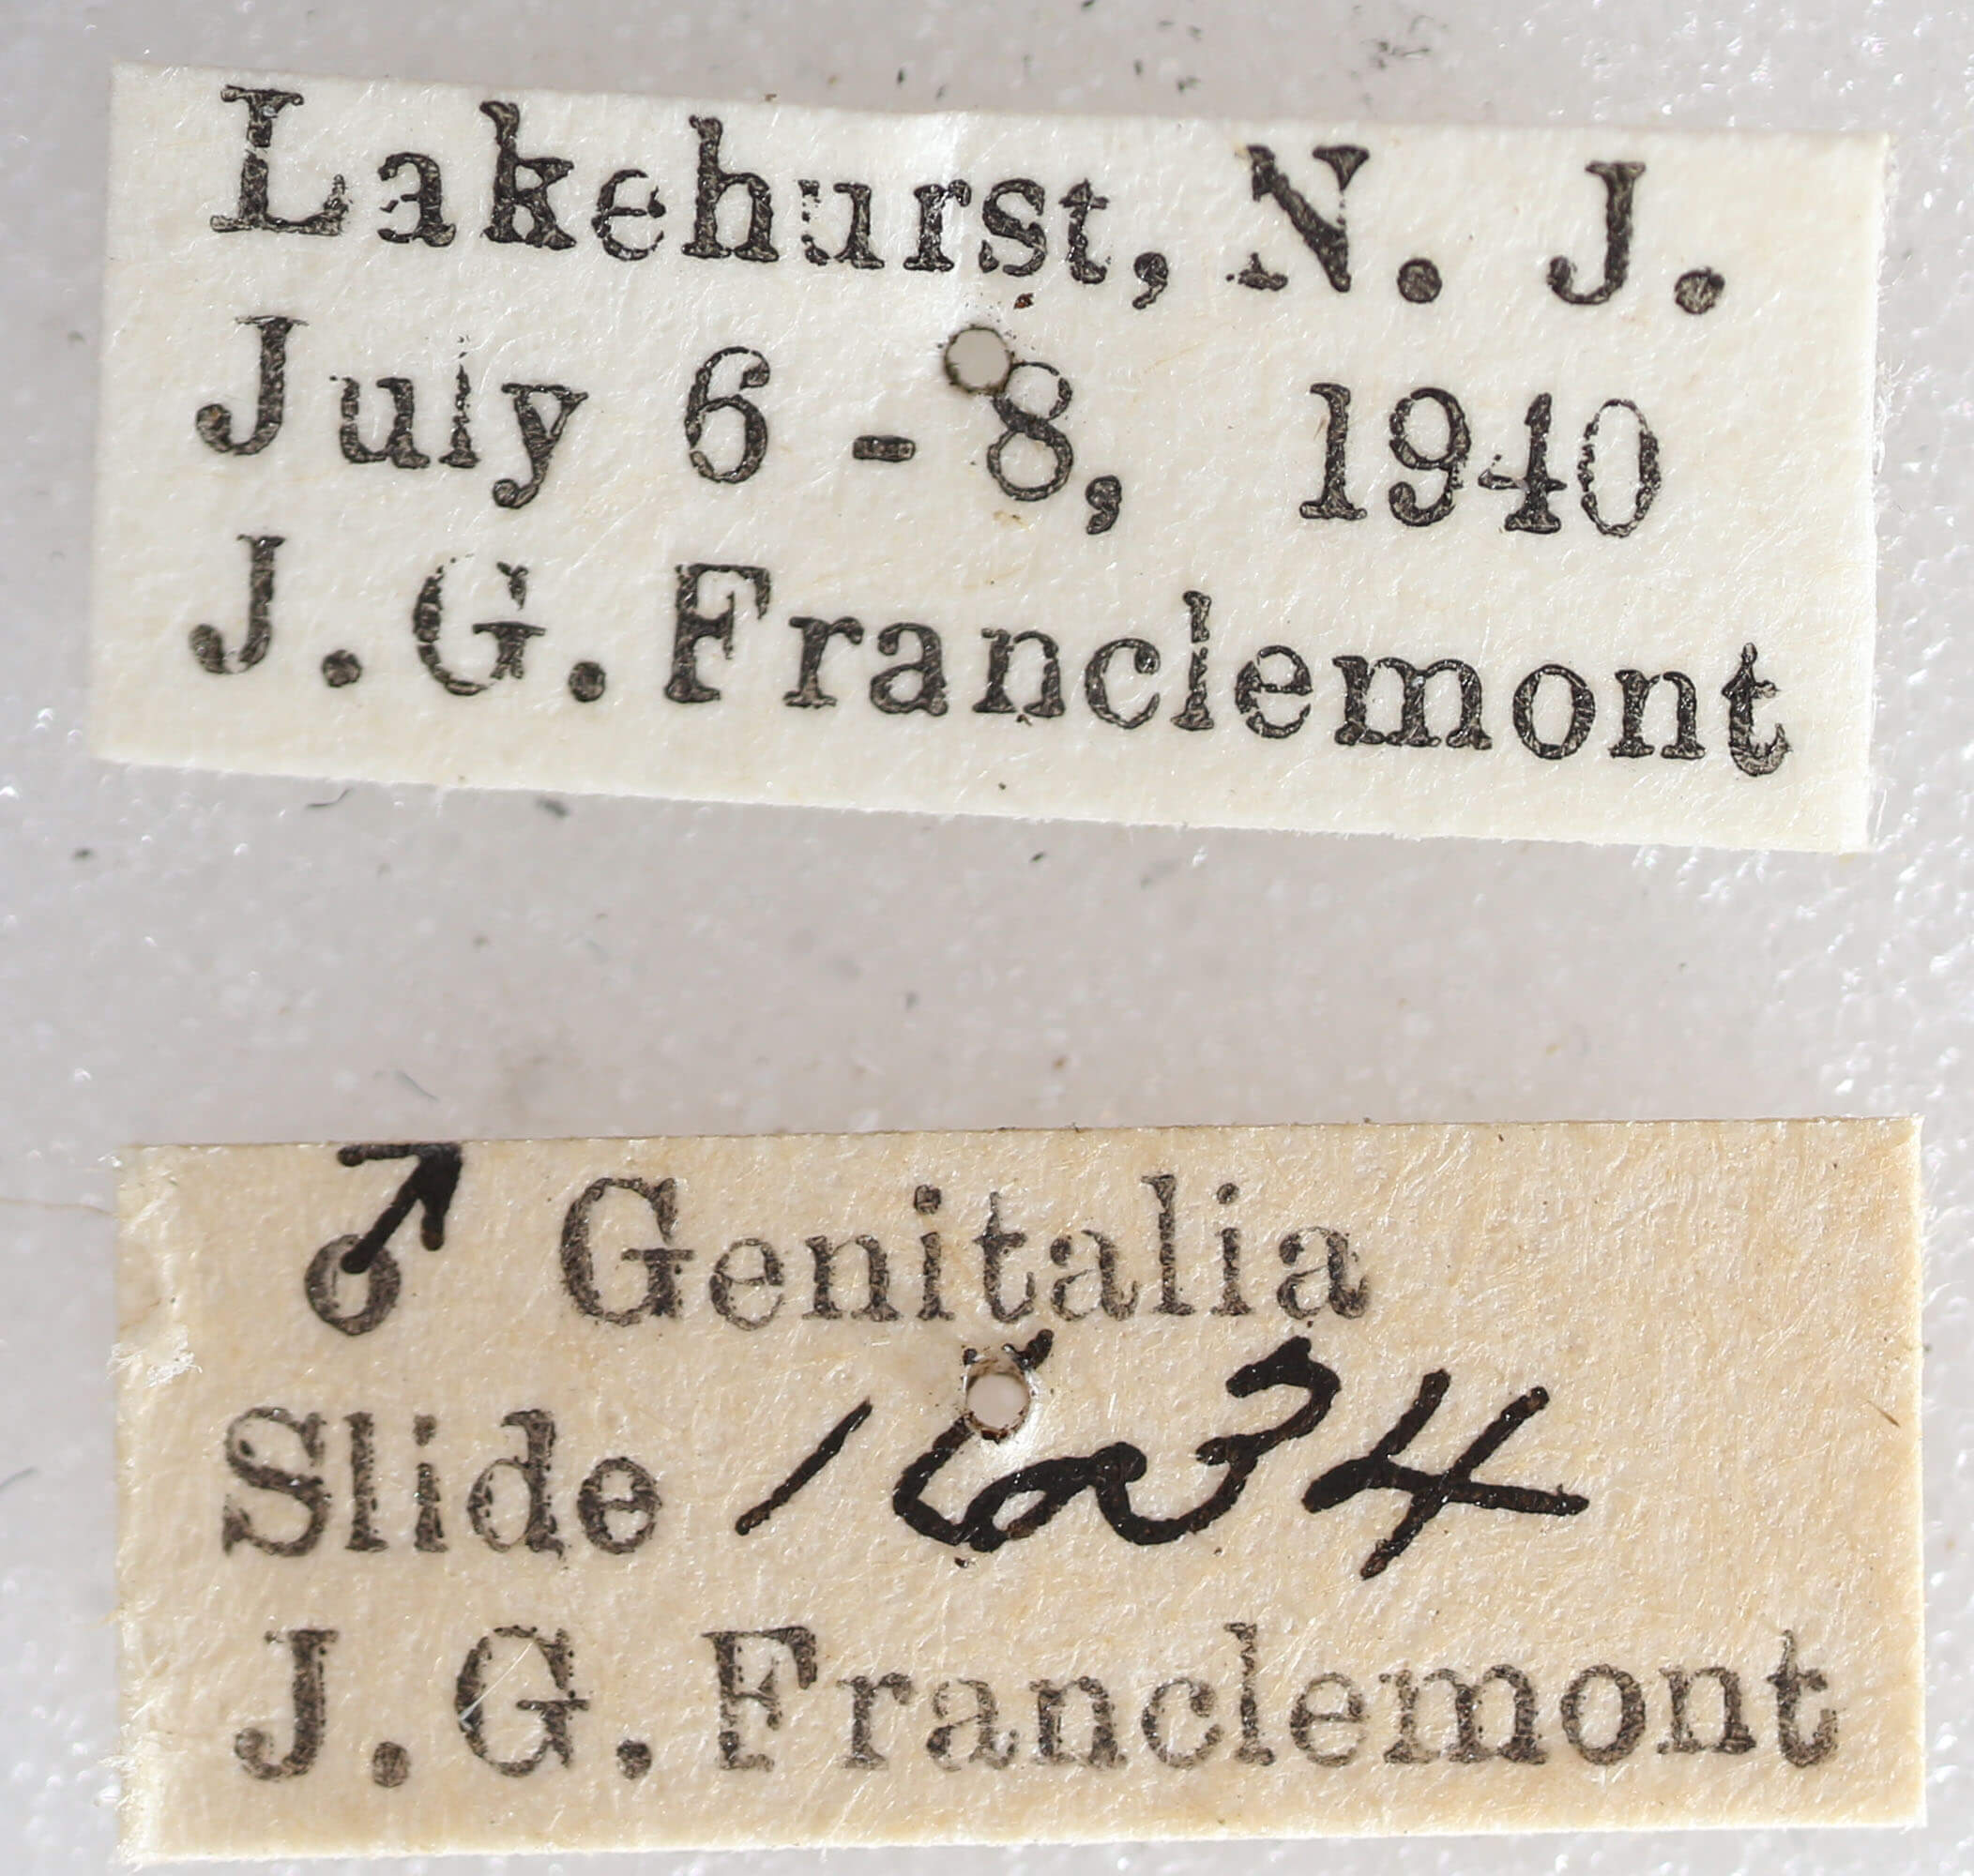 Lakehurst, N. J.
July 6 - 8, 1940
J. G. Franclemont
♂ Genitalia
Slide 1634
J. G. Franclemont